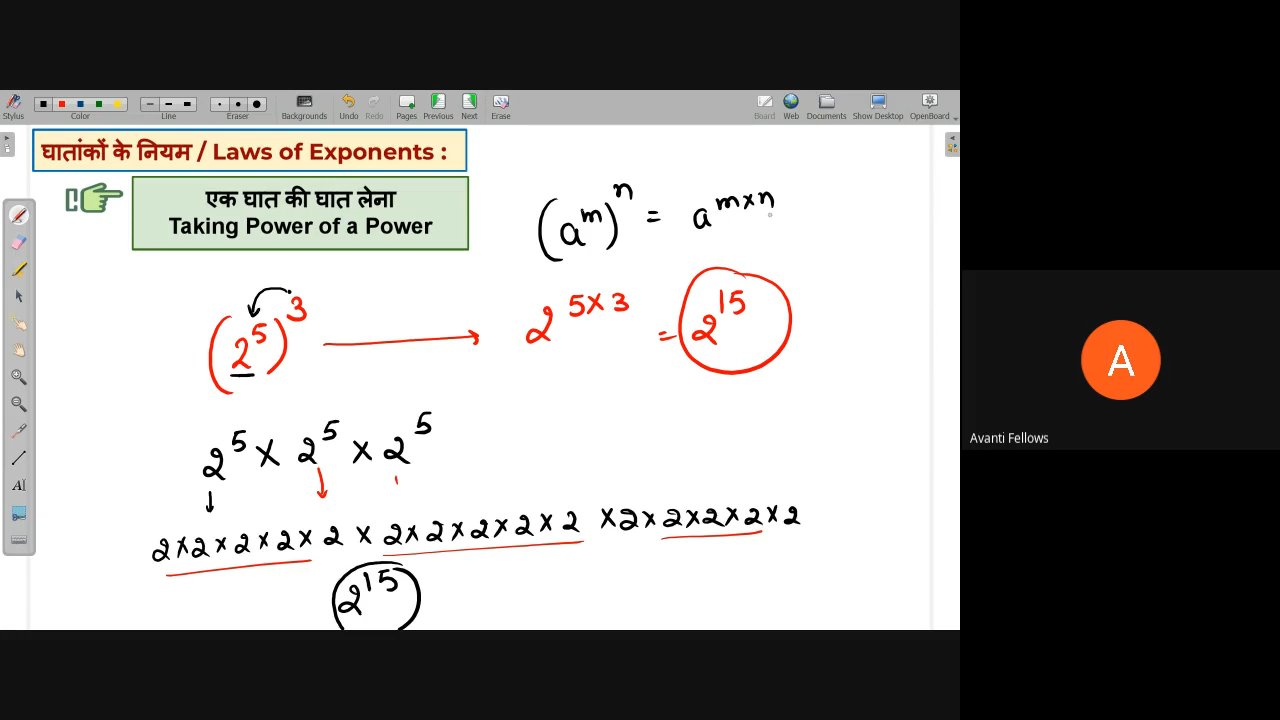 Stylus Color Line Eraser Backgrounds Undo Redo Pages Previous Next Erase Board Web Documents Show Desktop OpenBoard
घातांकों के नियम / Laws of Exponents :
एक घात की घात लेना
Taking Power of a Power
(a^m)^n = a^{m×n}
(2^5)^3 → 2^{5×3} = 2^{15}
2^5 × 2^5 × 2^5
2×2×2×2×2 × 2×2×2×2×2 ×2×2×2×2×2
2^{15}
A
Avanti Fellows